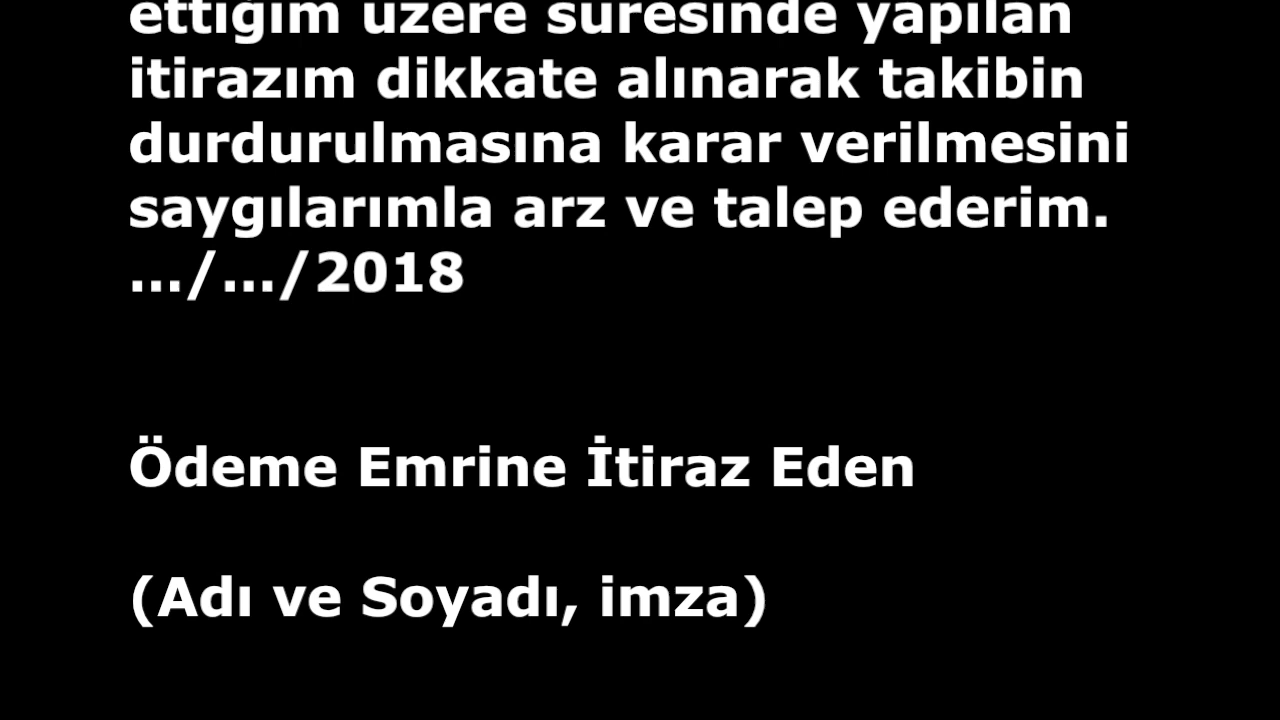 ettiğim üzere süresinde yapılan
itirazım dikkate alınarak takibin
durdurulmasına karar verilmesini
saygılarımla arz ve talep ederim.
…/…/2018
Ödeme Emrine İtiraz Eden
(Adı ve Soyadı, imza)